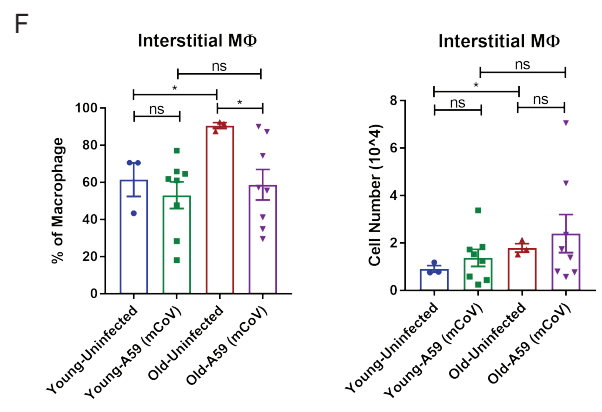 F
Interstitial MΦ
ns
*
ns
*
100
80
60
40
20
0
% of Macrophage
Young-Uninfected
Young-A59 (mCoV)
Old-Uninfected
Old-A59 (mCoV)
Interstitial MΦ
ns
*
ns
ns
8
6
4
2
0
Cell Number (10^4)
Young-Uninfected
Young-A59 (mCoV)
Old-Uninfected
Old-A59 (mCoV)